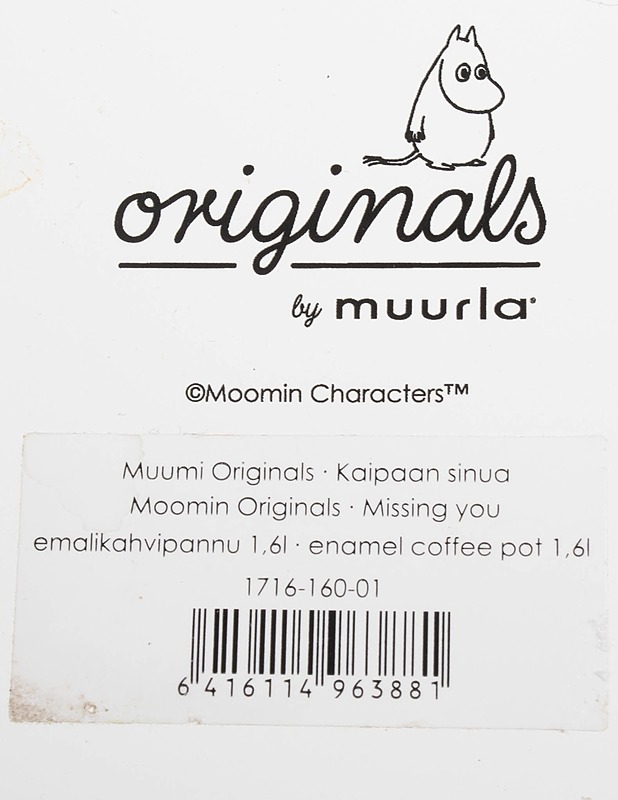 originals
by muurla
©Moomin Characters™
Muumi Originals · Kaipaan sinua
Moomin Originals · Missing you
emalikahvipannu 1,6l · enamel coffee pot 1,6l
1716-160-01
6 416114 963881